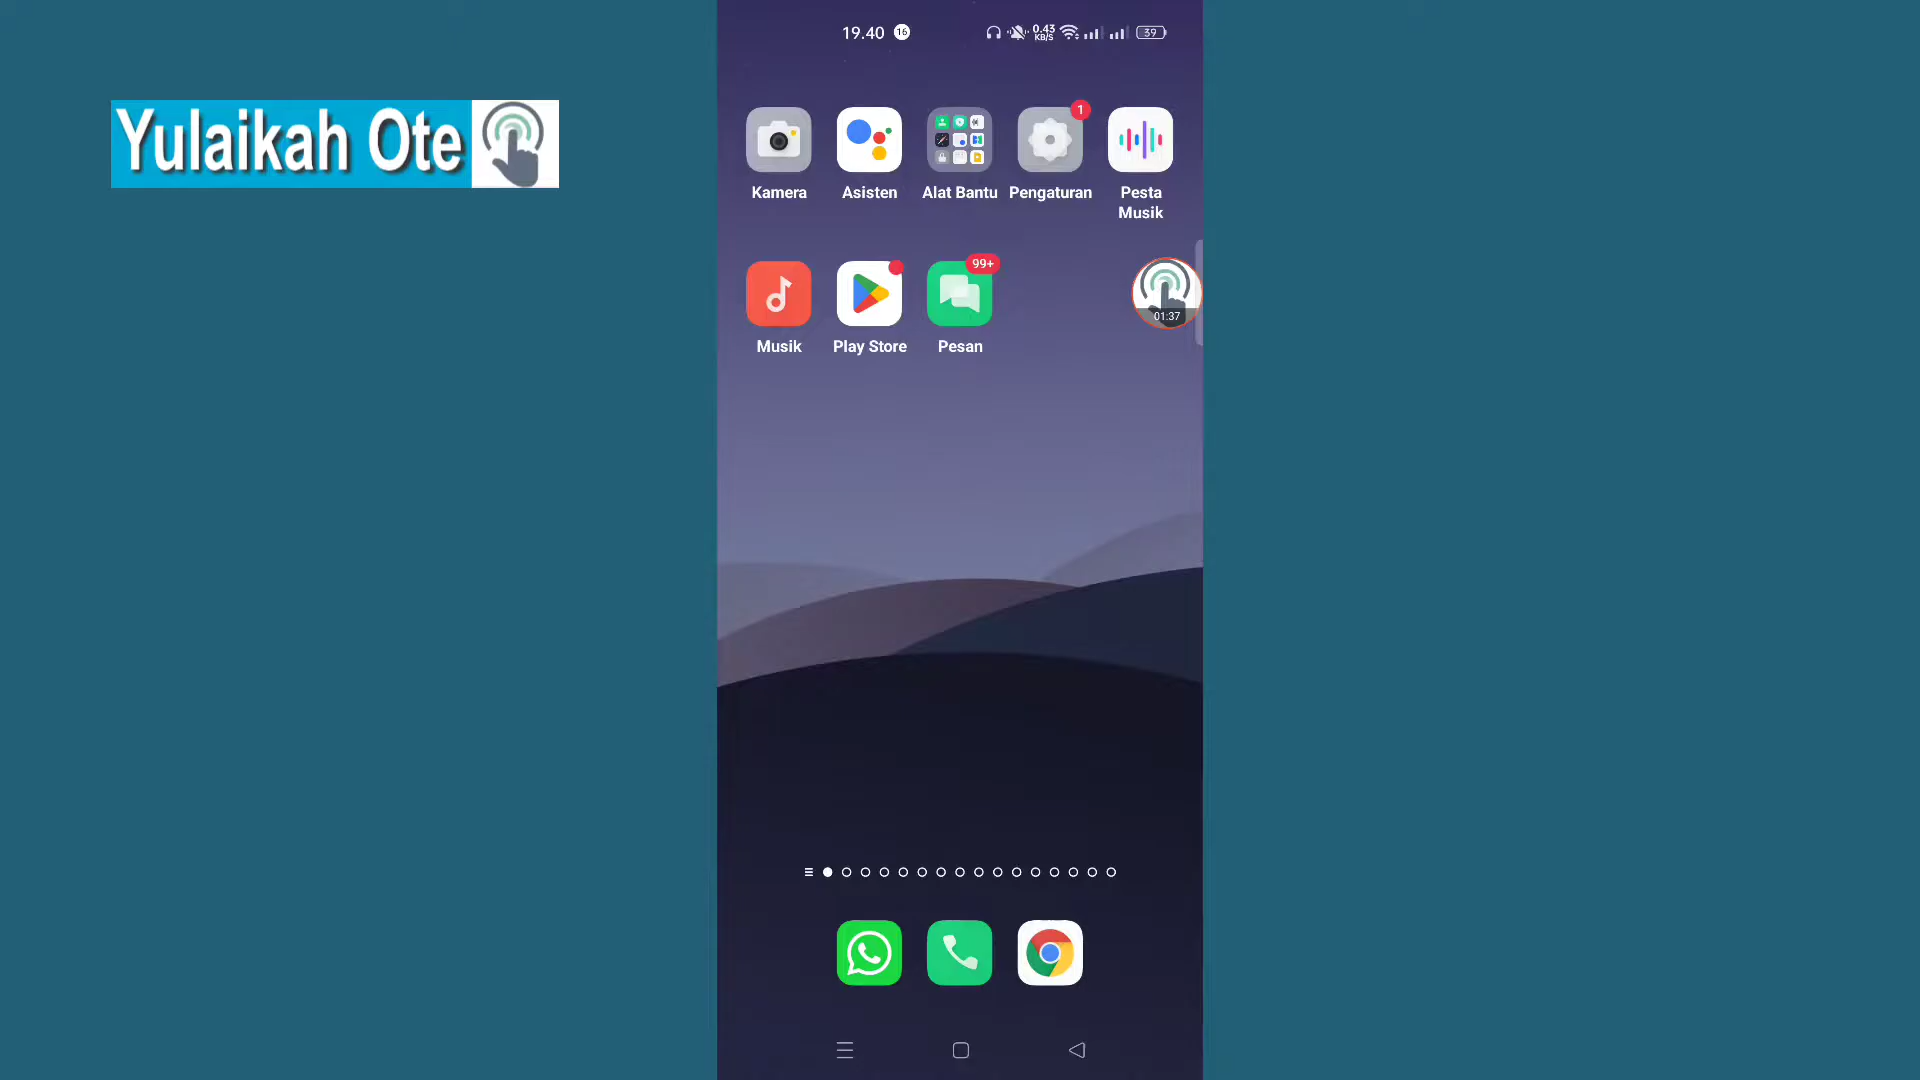 19.40 16 0.43 KB/S 39
Yulaikah Ote
1
Kamera Asisten Alat Bantu Pengaturan Pesta Musik
99+
01:37
Musik Play Store Pesan